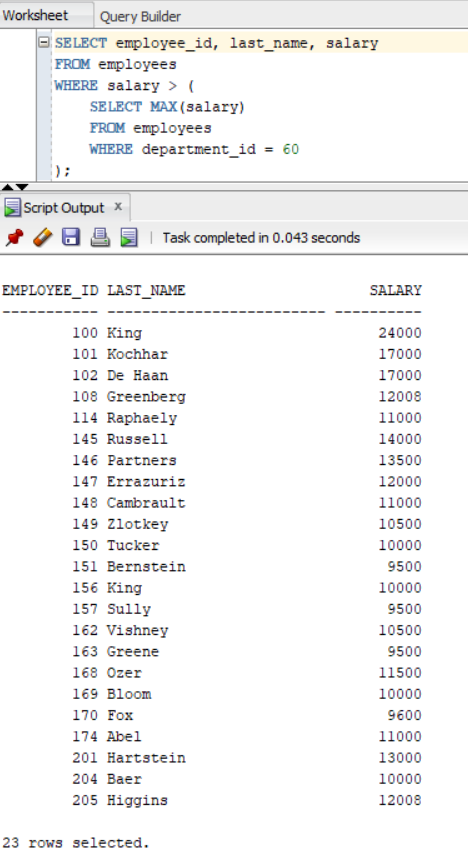 Worksheet Query Builder
SELECT employee_id, last_name, salary
FROM employees
WHERE salary > (
    SELECT MAX(salary)
    FROM employees
    WHERE department_id = 60
);
Script Output x
Task completed in 0.043 seconds
EMPLOYEE_ID LAST_NAME                     SALARY
----------- ------------------------- ----------
        100 King                           24000
        101 Kochhar                        17000
        102 De Haan                        17000
        108 Greenberg                      12008
        114 Raphaely                       11000
        145 Russell                        14000
        146 Partners                       13500
        147 Errazuriz                      12000
        148 Cambrault                      11000
        149 Zlotkey                        10500
        150 Tucker                         10000
        151 Bernstein                       9500
        156 King                           10000
        157 Sully                           9500
        162 Vishney                        10500
        163 Greene                          9500
        168 Ozer                           11500
        169 Bloom                          10000
        170 Fox                             9600
        174 Abel                           11000
        201 Hartstein                      13000
        204 Baer                           10000
        205 Higgins                        12008
23 rows selected.